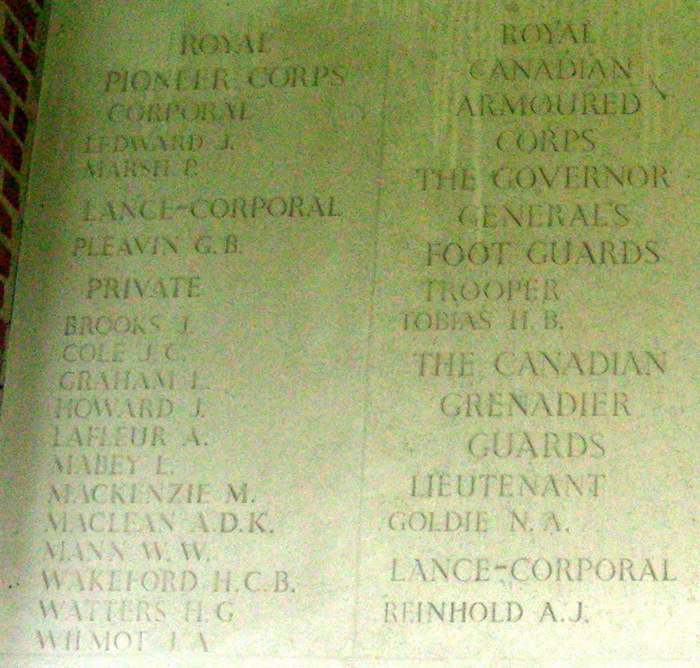 ROYAL
PIONEER CORPS
CORPORAL
LEDWARD J.
MARSH P.
LANCE-CORPORAL
PLEAVIN G.B.
PRIVATE
BROOKS J.
COLE J.C.
GRAHAM L.
HOWARD J.
LAFLEUR A.
MABEY L.
MACKENZIE M.
MACLEAN A.D.K.
MANN W.W.
WAKEFORD H.C.B.
WATTERS H.G
WILMOT J A
ROYAL
CANADIAN
ARMOURED
CORPS
THE GOVERNOR
GENERAL'S
FOOT GUARDS
TROOPER
TOBIAS H.B.
THE CANADIAN
GRENADIER
GUARDS
LIEUTENANT
GOLDIE N.A.
LANCE-CORPORAL
REINHOLD A.J.